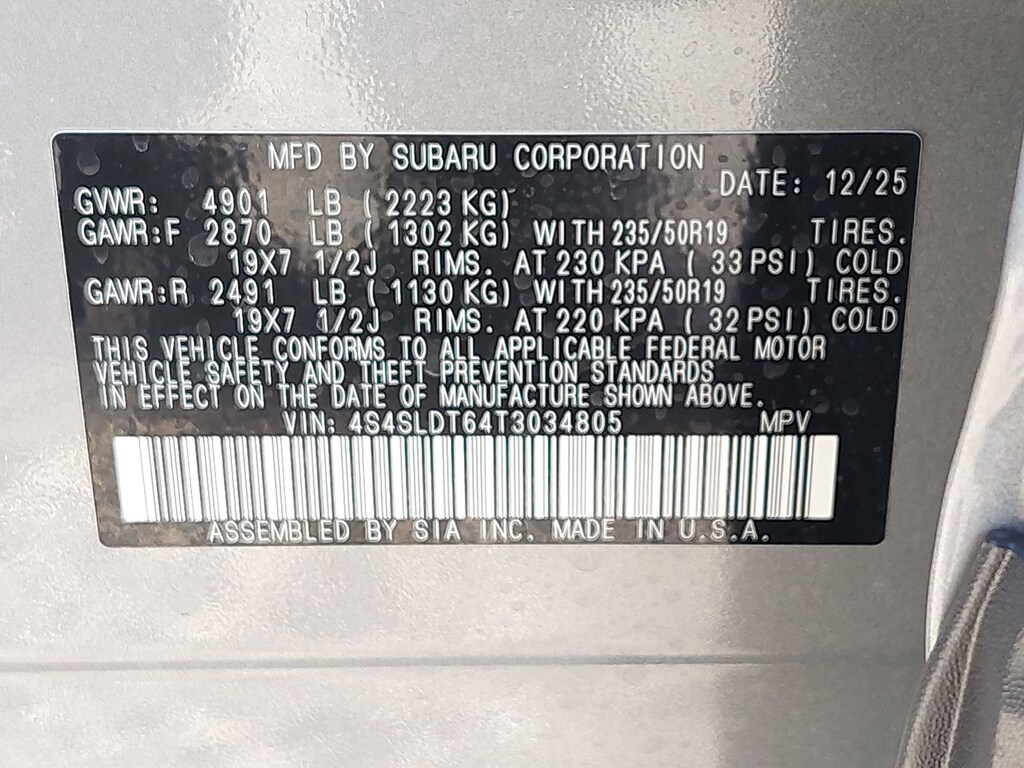 MFD BY SUBARU CORPORATION
DATE: 12/25
GVWR: 4901 LB ( 2223 KG)
GAWR:F 2870 LB ( 1302 KG) WITH 235/50R19 TIRES.
19X7 1/2J RIMS. AT 230 KPA ( 33 PSI) COLD
GAWR:R 2491 LB ( 1130 KG) WITH 235/50R19 TIRES.
19X7 1/2J RIMS. AT 220 KPA ( 32 PSI) COLD
THIS VEHICLE CONFORMS TO ALL APPLICABLE FEDERAL MOTOR
VEHICLE SAFETY AND THEFT PREVENTION STANDARDS
IN EFFECT ON THE DATE OF MANUFACTURE SHOWN ABOVE.
VIN: 4S4SLDT64T3034805 MPV
ASSEMBLED BY SIA INC. MADE IN U.S.A.